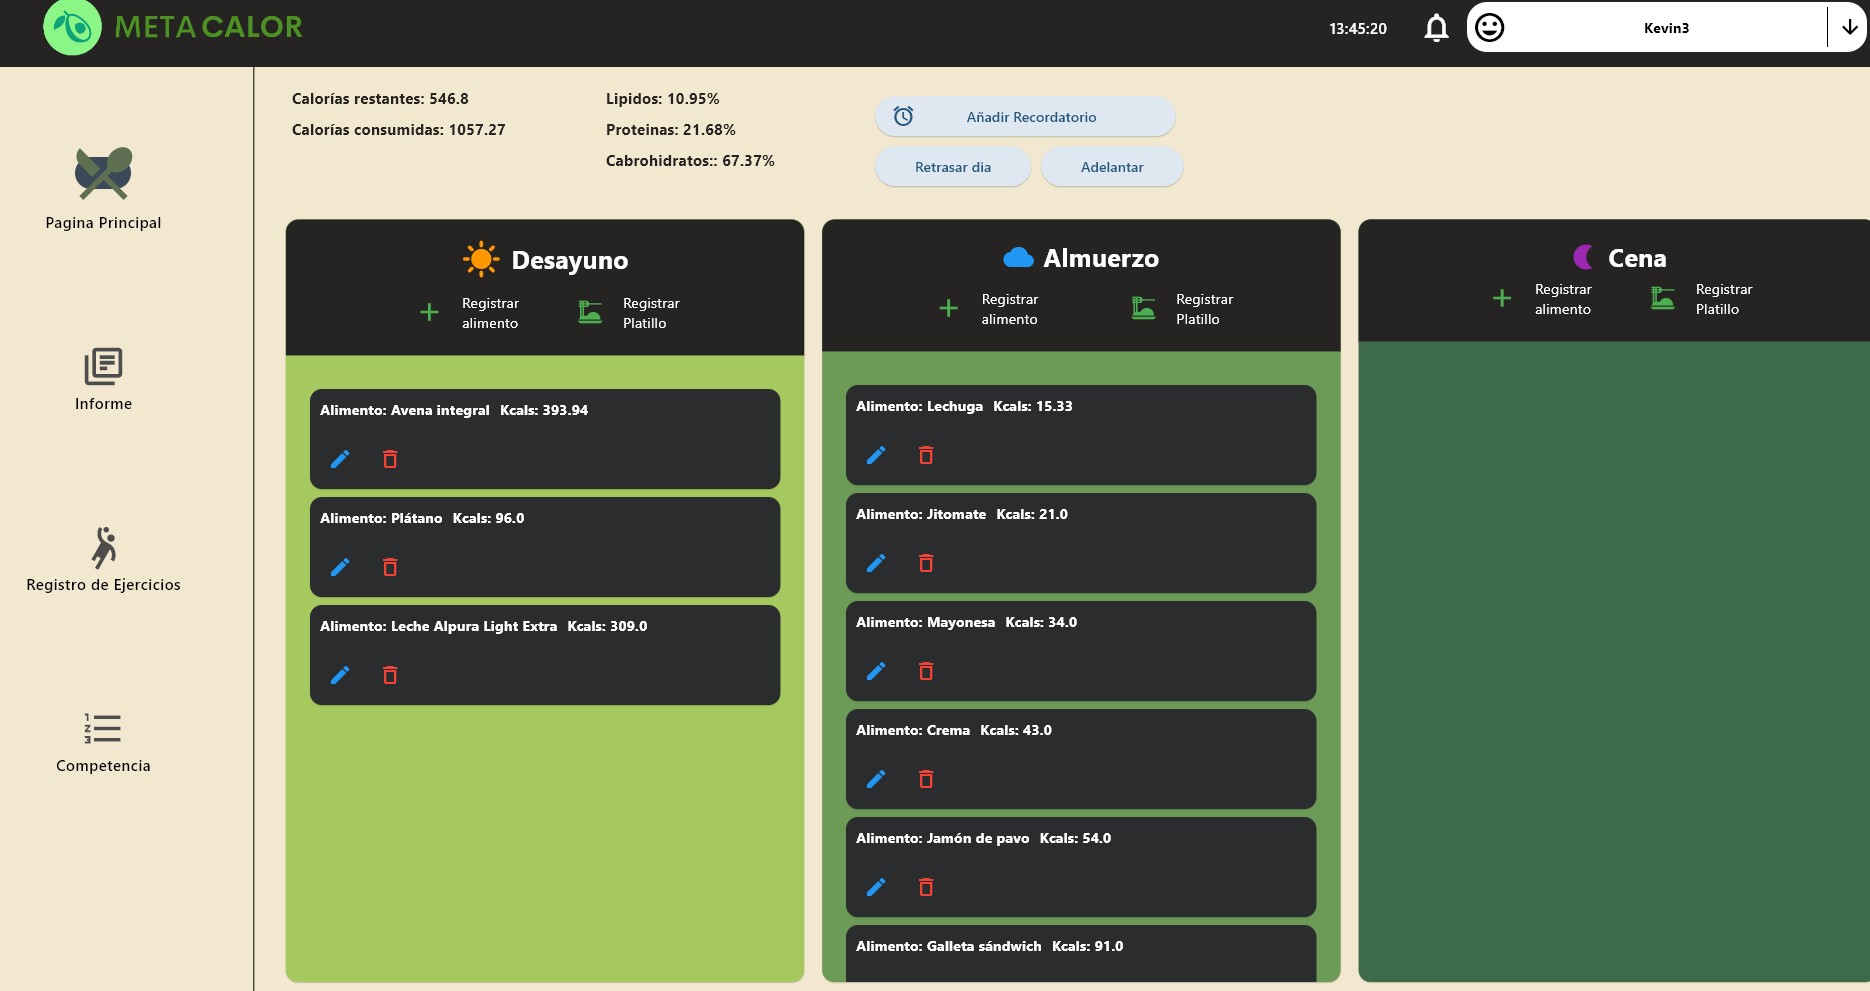 META CALOR
13:45:20
Kevin3
Calorías restantes: 546.8
Calorías consumidas: 1057.27
Lipidos: 10.95%
Proteinas: 21.68%
Cabrohidratos:: 67.37%
Añadir Recordatorio
Retrasar dia
Adelantar
Pagina Principal
Informe
Registro de Ejercicios
1
2
3
Competencia
Desayuno
Registrar
alimento
Registrar
Platillo
Alimento: Avena integral Kcals: 393.94
Alimento: Plátano Kcals: 96.0
Alimento: Leche Alpura Light Extra Kcals: 309.0
Almuerzo
Registrar
alimento
Registrar
Platillo
Alimento: Lechuga Kcals: 15.33
Alimento: Jitomate Kcals: 21.0
Alimento: Mayonesa Kcals: 34.0
Alimento: Crema Kcals: 43.0
Alimento: Jamón de pavo Kcals: 54.0
Alimento: Galleta sándwich Kcals: 91.0
Cena
Registrar
alimento
Registrar
Platillo